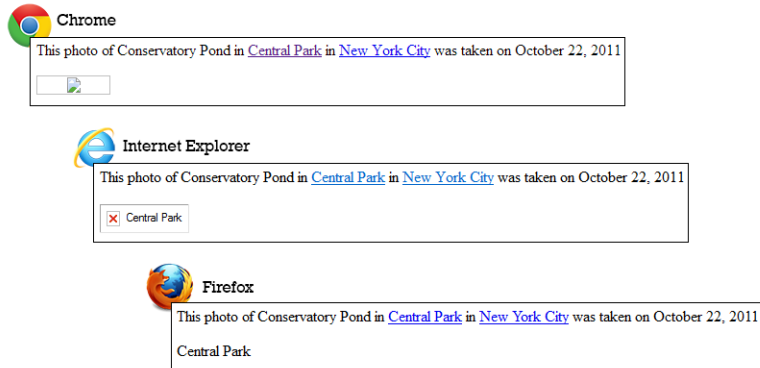 Chrome
This photo of Conservatory Pond in Central Park in New York City was taken on October 22, 2011
Internet Explorer
This photo of Conservatory Pond in Central Park in New York City was taken on October 22, 2011
Central Park
Firefox
This photo of Conservatory Pond in Central Park in New York City was taken on October 22, 2011
Central Park